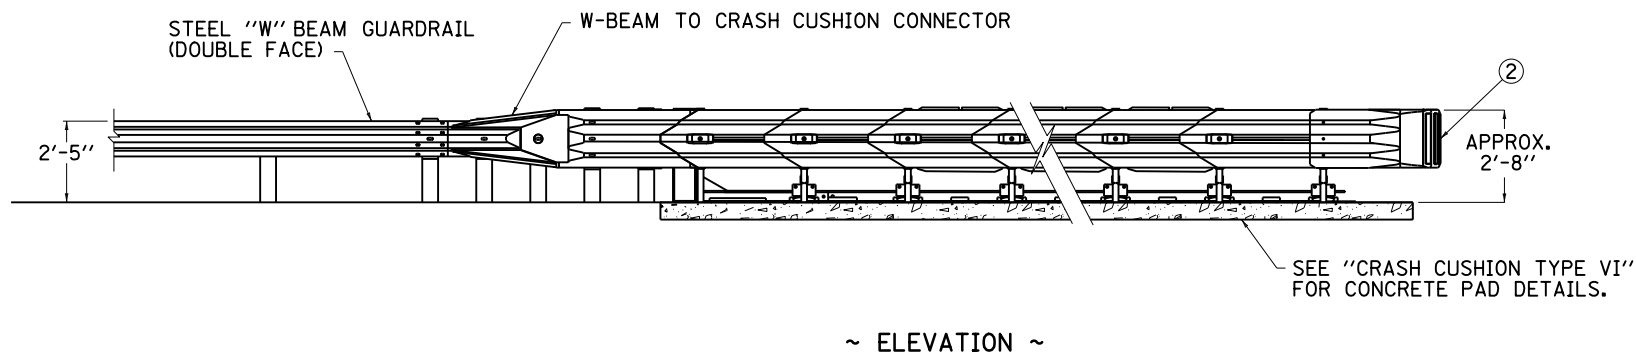 STEEL "W" BEAM GUARDRAIL
(DOUBLE FACE)
W-BEAM TO CRASH CUSHION CONNECTOR
2
2'-5"
APPROX.
2'-8"
SEE "CRASH CUSHION TYPE VI"
FOR CONCRETE PAD DETAILS.
~ ELEVATION ~